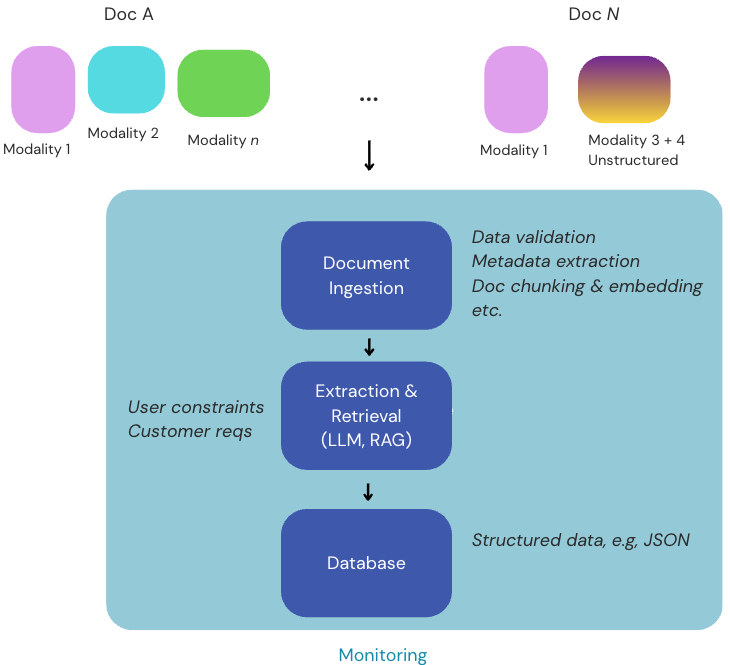 Doc A
Doc N
...
Modality 1
Modality 2
Modality n
Modality 1
Modality 3 + 4
Unstructured
Document
Ingestion
Data validation
Metadata extraction
Doc chunking & embedding
etc.
Extraction &
Retrieval
(LLM, RAG)
User constraints
Customer reqs
Database
Structured data, e.g, JSON
Monitoring